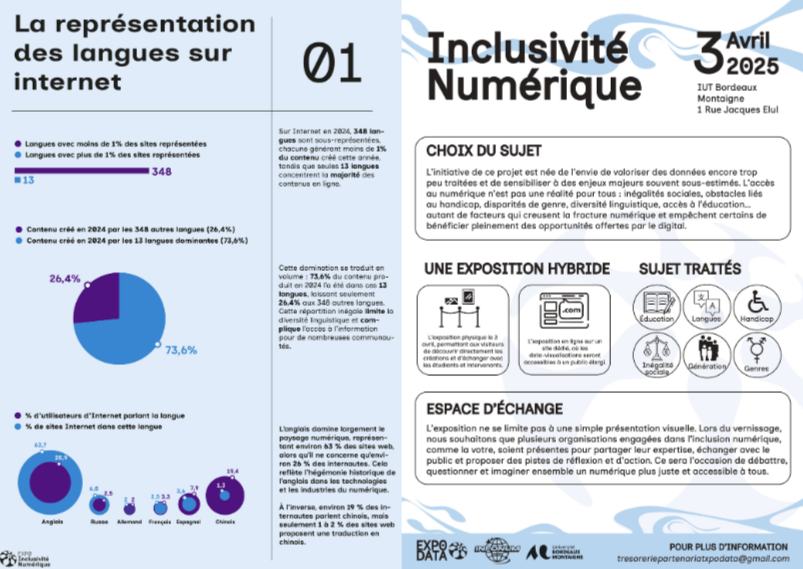 La représentation
des langues sur
internet
01
Langues avec moins de 1% des sites représentées
Langues avec plus de 1% des sites représentées
348
13
Sur Internet en 2024, 348 lan-
gues sont sous-représentées,
chacune générant moins de 1%
du contenu créé cette année,
tandis que seules 13 langues
concentrent la majorité des
contenus en ligne.
Contenu créé en 2024 par les 348 autres langues (26,4%)
Contenu créé en 2024 par les 13 langues dominantes (73,6%)
26,4%
73,6%
Cette domination se traduit en
volume : 73,6% du contenu pro-
duit en 2024 l'a été dans ces 13
langues, laissant seulement
26,4% aux 348 autres langues.
Cette répartition inégale limite la
diversité linguistique et com-
plique l'accès à l'information
pour de nombreuses communau-
tés.
% d'utilisateurs d'Internet parlant la langue
% de sites Internet dans cette langue
63,7
25,9
2,5
2
2
2,5
3,3
3,6
7,9
1,3
19,4
Anglais
Russe
Allemand
Français
Espagnol
Chinois
L'anglais domine largement le
paysage numérique, représen-
tant environ 63 % des sites web,
alors qu'il ne concerne qu'envi-
ron 26 % des internautes. Cela
reflète l'hégémonie historique de
l'anglais dans les technologies
et les industries du numérique.
À l'inverse, environ 19 % des in-
ternautes parlent chinois, mais
seulement 1 à 2 % des sites web
proposent une traduction en
chinois.
EXPO
Inclusivité
Numérique
Inclusivité
Numérique
3 Avril
2025
IUT Bordeaux
Montaigne
1 Rue Jacques Elul
CHOIX DU SUJET
L'initiative de ce projet est née de l'envie de valoriser des données encore trop
peu traitées et de sensibiliser à des enjeux majeurs souvent sous-estimés. L'accès
au numérique n'est pas une réalité pour tous : inégalités sociales, obstacles liés
au handicap, disparités de genre, diversité linguistique, accès à l'éducation...
autant de facteurs qui creusent la fracture numérique et empêchent certains de
bénéficier pleinement des opportunités offertes par le digital.
UNE EXPOSITION HYBRIDE
L'exposition physique le 3
avril, permettant aux visiteurs
de découvrir directement les
créations et d'échanger avec
les étudiants et intervenants.
.com
L'exposition en ligne sur un
site dédié, où les
data-visualisations seront
accessibles à un public élargi.
SUJET TRAITÉS
Éducation
Langues
Handicap
Inégalité
sociale
Génération
Genres
ESPACE D'ÉCHANGE
L'exposition ne se limite pas à une simple présentation visuelle. Lors du vernissage,
nous souhaitons que plusieurs organisations engagées dans l'inclusion numérique,
comme la votre, soient présentes pour partager leur expertise, échanger avec le
public et proposer des pistes de réflexion et d'action. Ce sera l'occasion de débattre,
questionner et imaginer ensemble un numérique plus juste et accessible à tous.
EXPO
DATA
INFONUM
Université
BORDEAUX
MONTAIGNE
POUR PLUS D'INFORMATION
tresoreriepartenariatxpodata@gmail.com